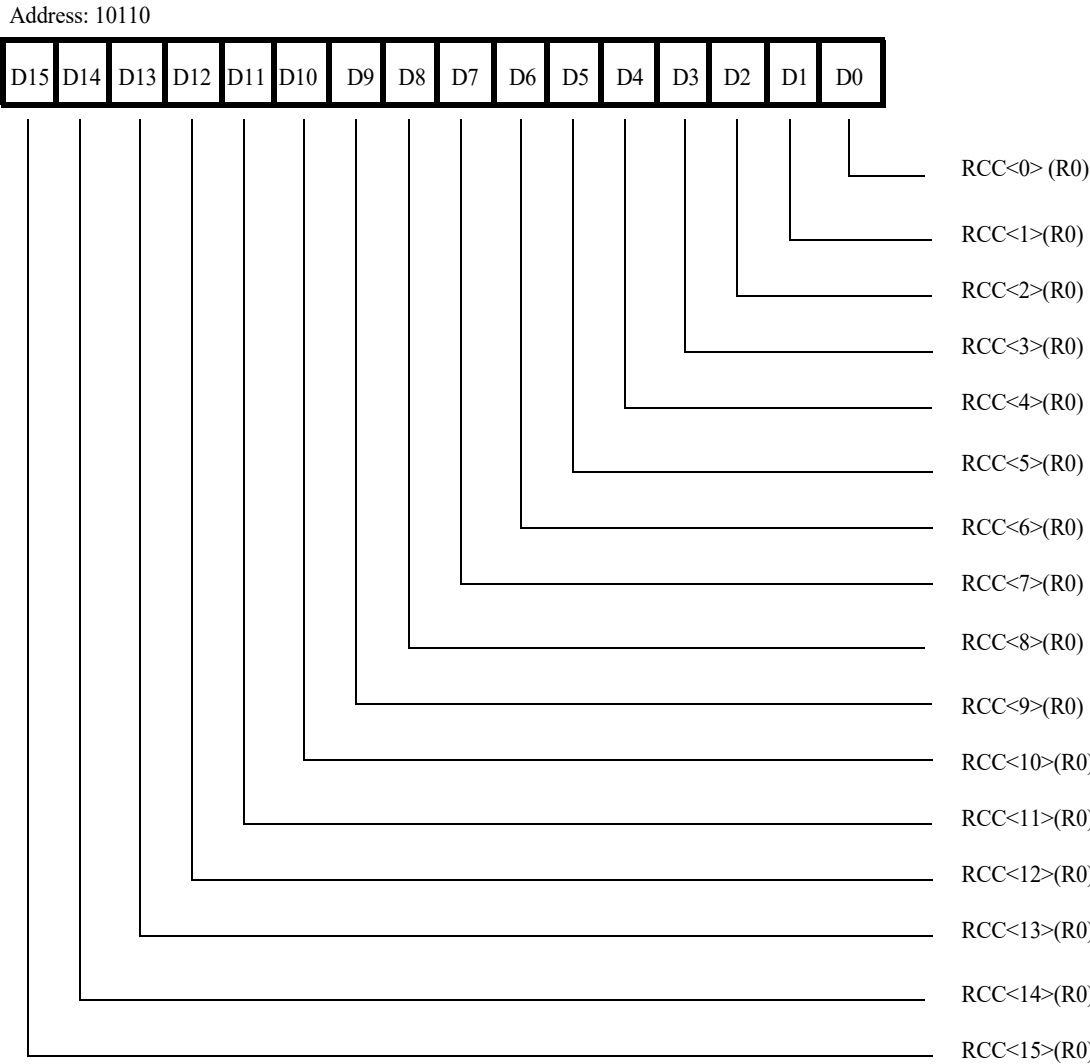 Address: 10110
D15 D14 D13 D12 D11 D10 D9 D8 D7 D6 D5 D4 D3 D2 D1 D0
RCC<0> (R0)
RCC<1>(R0)
RCC<2>(R0)
RCC<3>(R0)
RCC<4>(R0)
RCC<5>(R0)
RCC<6>(R0)
RCC<7>(R0)
RCC<8>(R0)
RCC<9>(R0)
RCC<10>(R0)
RCC<11>(R0)
RCC<12>(R0)
RCC<13>(R0)
RCC<14>(R0)
RCC<15>(R0)